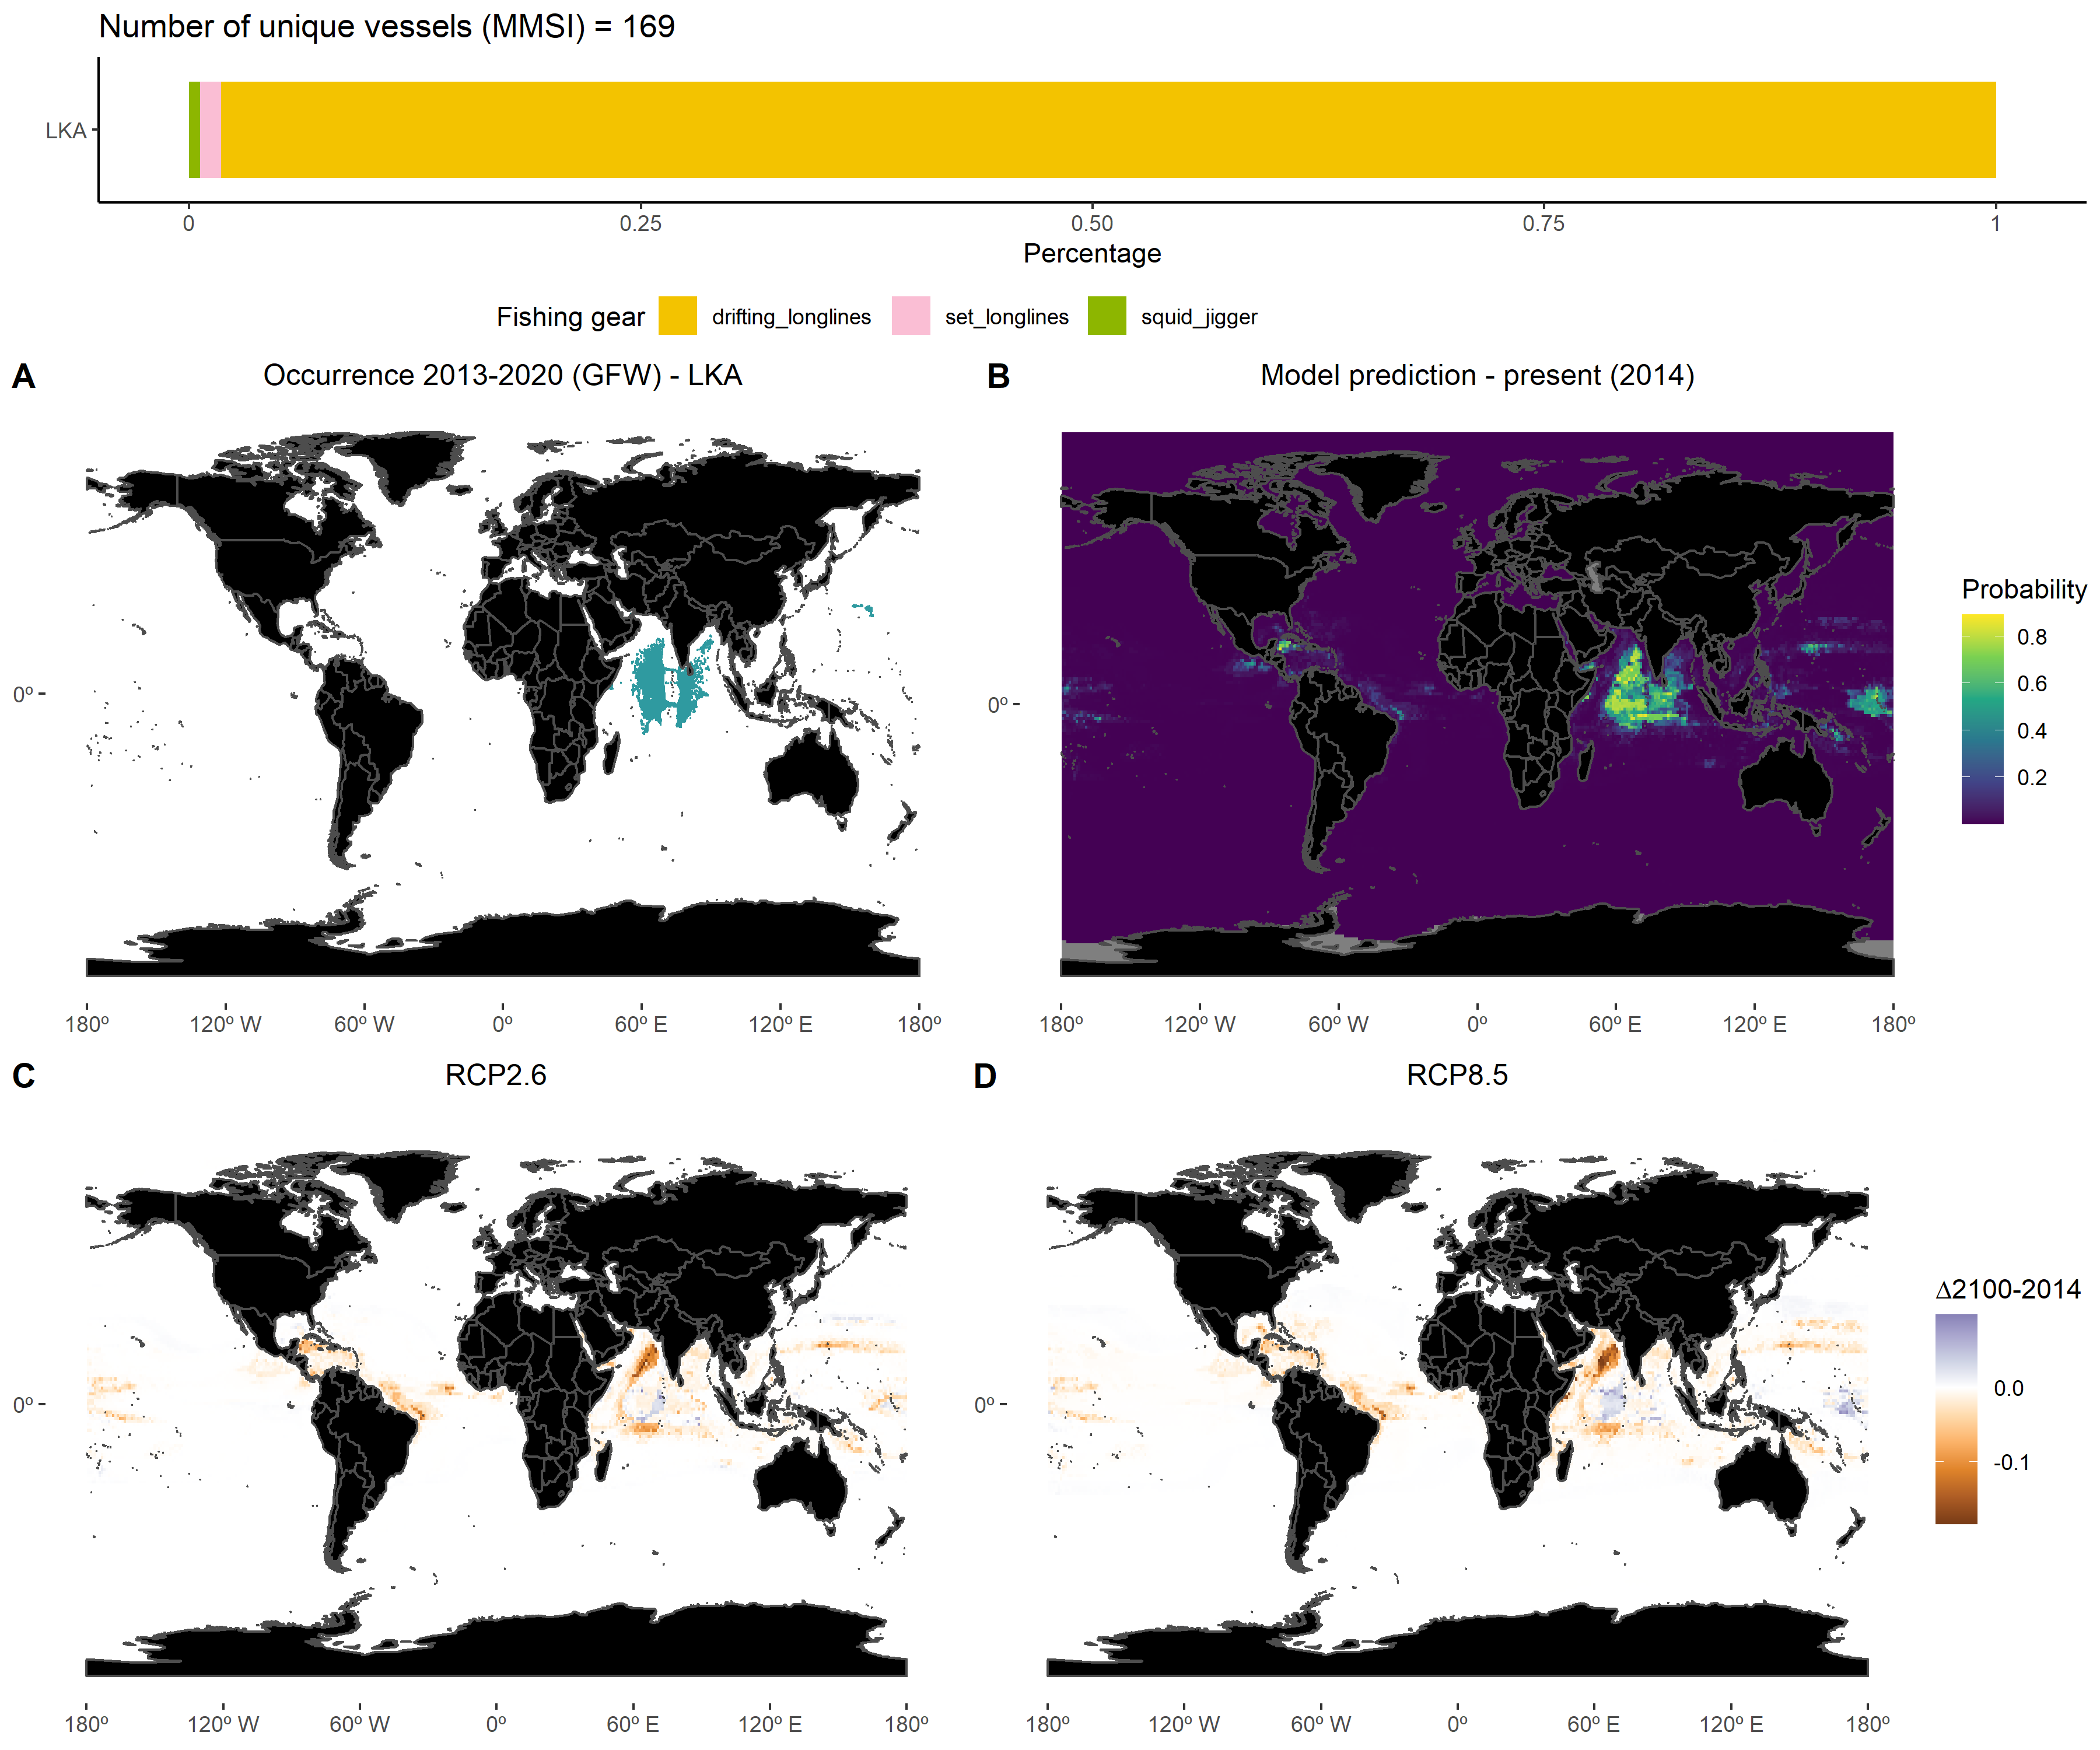 Number of unique vessels (MMSI) = 169
LKA
0 0.25 0.50 0.75 1
Percentage
Fishing gear drifting_longlines set_longlines squid_jigger
A Occurrence 2013-2020 (GFW) - LKA
0º
180º 120º W 60º W 0º 60º E 120º E 180º
B Model prediction - present (2014)
0º
180º 120º W 60º W 0º 60º E 120º E 180º
Probability
0.8
0.6
0.4
0.2
C RCP2.6
0º
180º 120º W 60º W 0º 60º E 120º E 180º
D RCP8.5
0º
180º 120º W 60º W 0º 60º E 120º E 180º
Δ2100-2014
0.0
-0.1